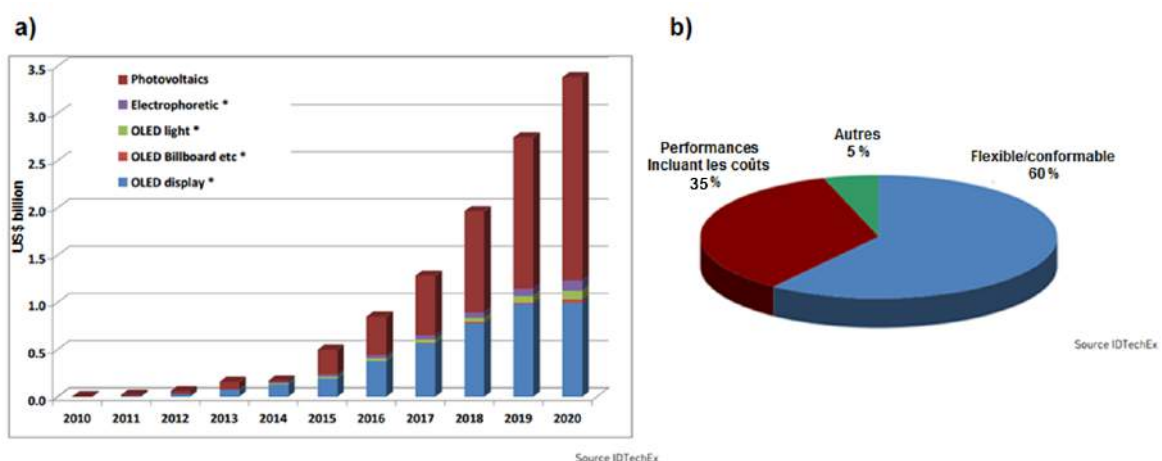 a)
US$ billion
3.5
3.0
2.5
2.0
1.5
1.0
0.5
0.0
Photovoltaics
Electrophoretic *
OLED light *
OLED Billboard etc *
OLED display *
2010 2011 2012 2013 2014 2015 2016 2017 2018 2019 2020
Source IDTechEx
b)
Performances
Incluant les coûts
35%
Autres
5 %
Flexible/conformable
60 %
Source IDTechEx